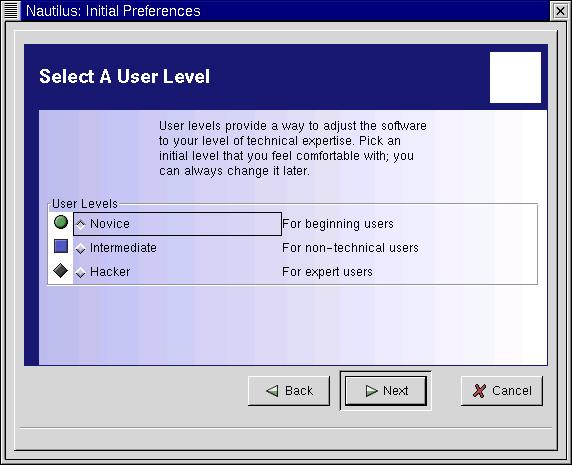 Nautilus: Initial Preferences
Select A User Level
User levels provide a way to adjust the software
to your level of technical expertise. Pick an
initial level that you feel comfortable with; you
can always change it later.
User Levels
Novice For beginning users
Intermediate For non-technical users
Hacker For expert users
Back Next Cancel